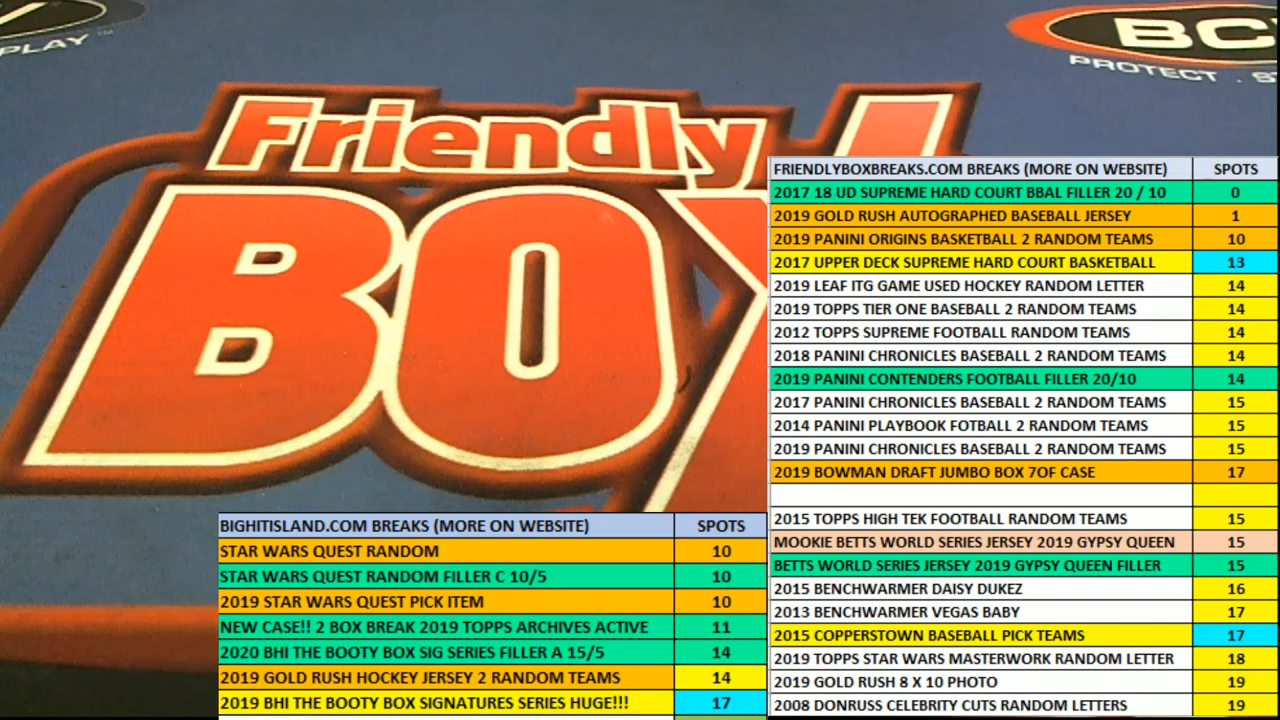 PLAY™
BC
PROTECT . S
Friendly
BO
FRIENDLYBOXBREAKS.COM BREAKS (MORE ON WEBSITE) SPOTS
2017 18 UD SUPREME HARD COURT BBAL FILLER 20 / 10 0
2019 GOLD RUSH AUTOGRAPHED BASEBALL JERSEY 1
2019 PANINI ORIGINS BASKETBALL 2 RANDOM TEAMS 10
2017 UPPER DECK SUPREME HARD COURT BASKETBALL 13
2019 LEAF ITG GAME USED HOCKEY RANDOM LETTER 14
2019 TOPPS TIER ONE BASEBALL 2 RANDOM TEAMS 14
2012 TOPPS SUPREME FOOTBALL RANDOM TEAMS 14
2018 PANINI CHRONICLES BASEBALL 2 RANDOM TEAMS 14
2019 PANINI CONTENDERS FOOTBALL FILLER 20/10 14
2017 PANINI CHRONICLES BASEBALL 2 RANDOM TEAMS 15
2014 PANINI PLAYBOOK FOTBALL 2 RANDOM TEAMS 15
2019 PANINI CHRONICLES BASEBALL 2 RANDOM TEAMS 15
2019 BOWMAN DRAFT JUMBO BOX 7OF CASE 17
2015 TOPPS HIGH TEK FOOTBALL RANDOM TEAMS 15
MOOKIE BETTS WORLD SERIES JERSEY 2019 GYPSY QUEEN 15
BETTS WORLD SERIES JERSEY 2019 GYPSY QUEEN FILLER 15
2015 BENCHWARMER DAISY DUKEZ 16
2013 BENCHWARMER VEGAS BABY 17
2015 COPPERSTOWN BASEBALL PICK TEAMS 17
2019 TOPPS STAR WARS MASTERWORK RANDOM LETTER 18
2019 GOLD RUSH 8 X 10 PHOTO 19
2008 DONRUSS CELEBRITY CUTS RANDOM LETTERS 19
BIGHITISLAND.COM BREAKS (MORE ON WEBSITE) SPOTS
STAR WARS QUEST RANDOM 10
STAR WARS QUEST RANDOM FILLER C 10/5 10
2019 STAR WARS QUEST PICK ITEM 10
NEW CASE!! 2 BOX BREAK 2019 TOPPS ARCHIVES ACTIVE 11
2020 BHI THE BOOTY BOX SIG SERIES FILLER A 15/5 14
2019 GOLD RUSH HOCKEY JERSEY 2 RANDOM TEAMS 14
2019 BHI THE BOOTY BOX SIGNATURES SERIES HUGE!!! 17